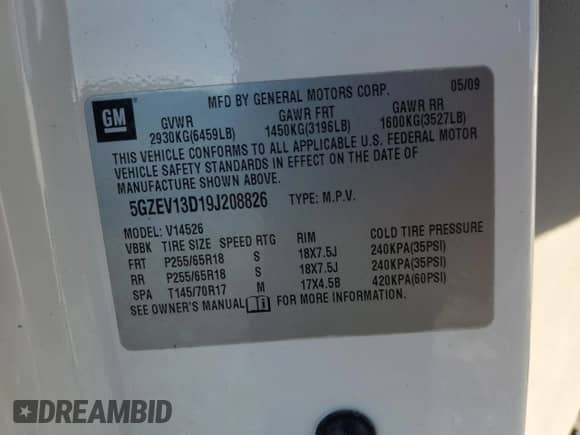 MFD BY GENERAL MOTORS CORP. 05/09
GM
GVWR GAWR FRT GAWR RR
2930KG(6459LB) 1450KG(3196LB) 1600KG(3527LB)
THIS VEHICLE CONFORMS TO ALL APPLICABLE U.S. FEDERAL MOTOR
VEHICLE SAFETY STANDARDS IN EFFECT ON THE DATE OF
MANUFACTURE SHOWN ABOVE.
5GZEV13D19J208826 TYPE: M.P.V.
MODEL: V14526
VBBK TIRE SIZE SPEED RTG RIM COLD TIRE PRESSURE
FRT P255/65R18 S 18X7.5J 240KPA(35PSI)
RR P255/65R18 S 18X7.5J 240KPA(35PSI)
SPA T145/70R17 M 17X4.5B 420KPA(60PSI)
SEE OWNER'S MANUAL FOR MORE INFORMATION.
DREAMBID